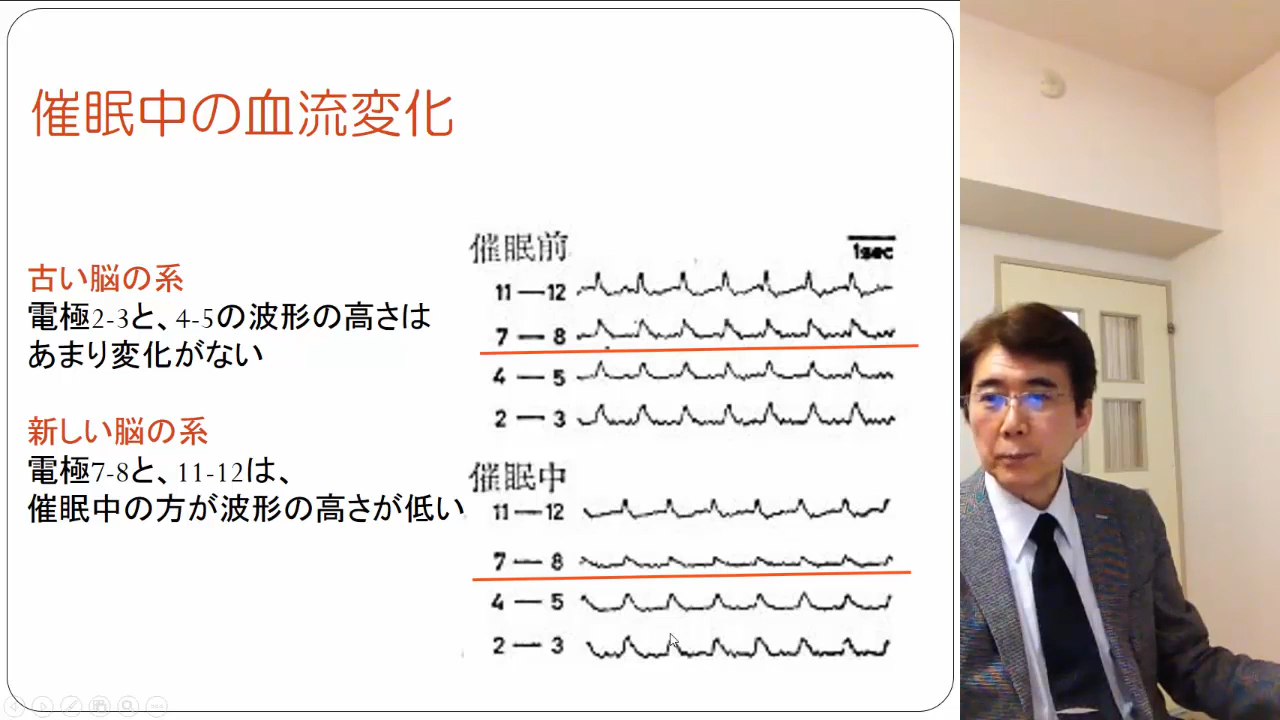 催眠中の血流変化
古い脳の系
電極2-3と、4-5の波形の高さは
あまり変化がない
新しい脳の系
電極7-8と、11-12は、
催眠中の方が波形の高さが低い
催眠前
1sec
11 — 12
7 — 8
4 — 5
2 — 3
催眠中
11 — 12
7 — 8
4 — 5
2 — 3